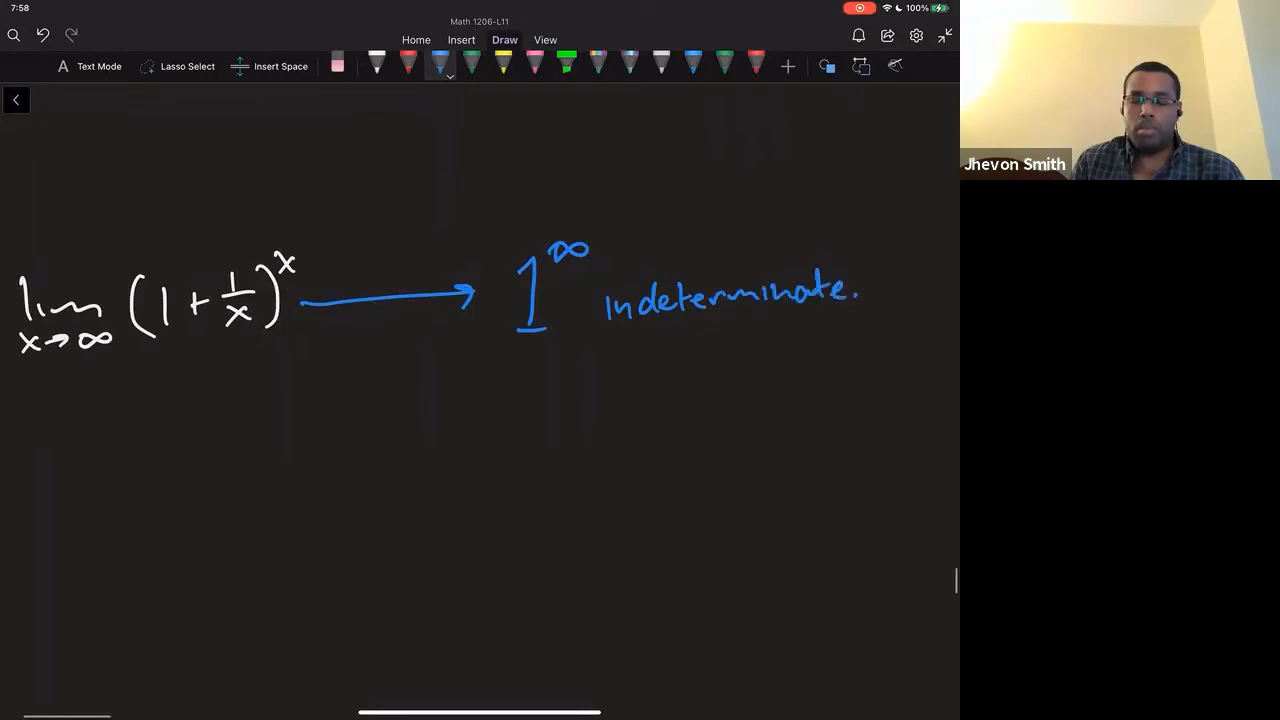 7:58
100%
Math 1206-L11
Home Insert Draw View
Text Mode Lasso Select Insert Space
Jhevon Smith
lim x→∞ (1 + 1/x)^x → 1^∞ Indeterminate.